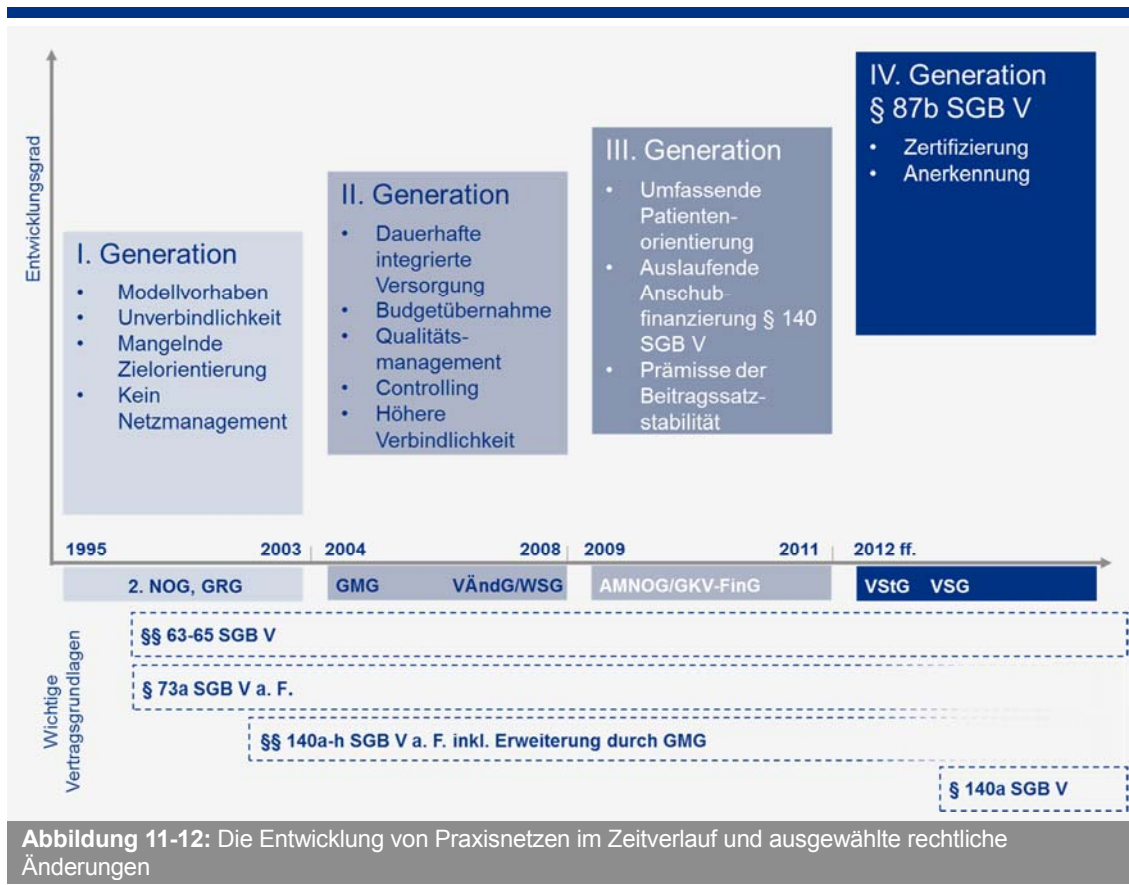 Entwicklungsgrad
I. Generation
• Modellvorhaben
• Unverbindlichkeit
• Mangelnde
Zielorientierung
• Kein
Netzmanagement
II. Generation
• Dauerhafte
integrierte
Versorgung
• Budgetübernahme
• Qualitäts-
management
• Controlling
• Höhere
Verbindlichkeit
III. Generation
• Umfassende
Patienten-
orientierung
• Auslaufende
Anschub-
finanzierung § 140
SGB V
• Prämisse der
Beitragssatz-
stabilität
IV. Generation
§ 87b SGB V
• Zertifizierung
• Anerkennung
1995 2003 2004 2008 2009 2011 2012 ff.
2. NOG, GRG GMG VÄndG/WSG AMNOG/GKV-FinG VStG VSG
Wichtige
Vertragsgrundlagen
§§ 63-65 SGB V
§ 73a SGB V a. F.
§§ 140a-h SGB V a. F. inkl. Erweiterung durch GMG
§ 140a SGB V
Abbildung 11-12: Die Entwicklung von Praxisnetzen im Zeitverlauf und ausgewählte rechtliche
Änderungen